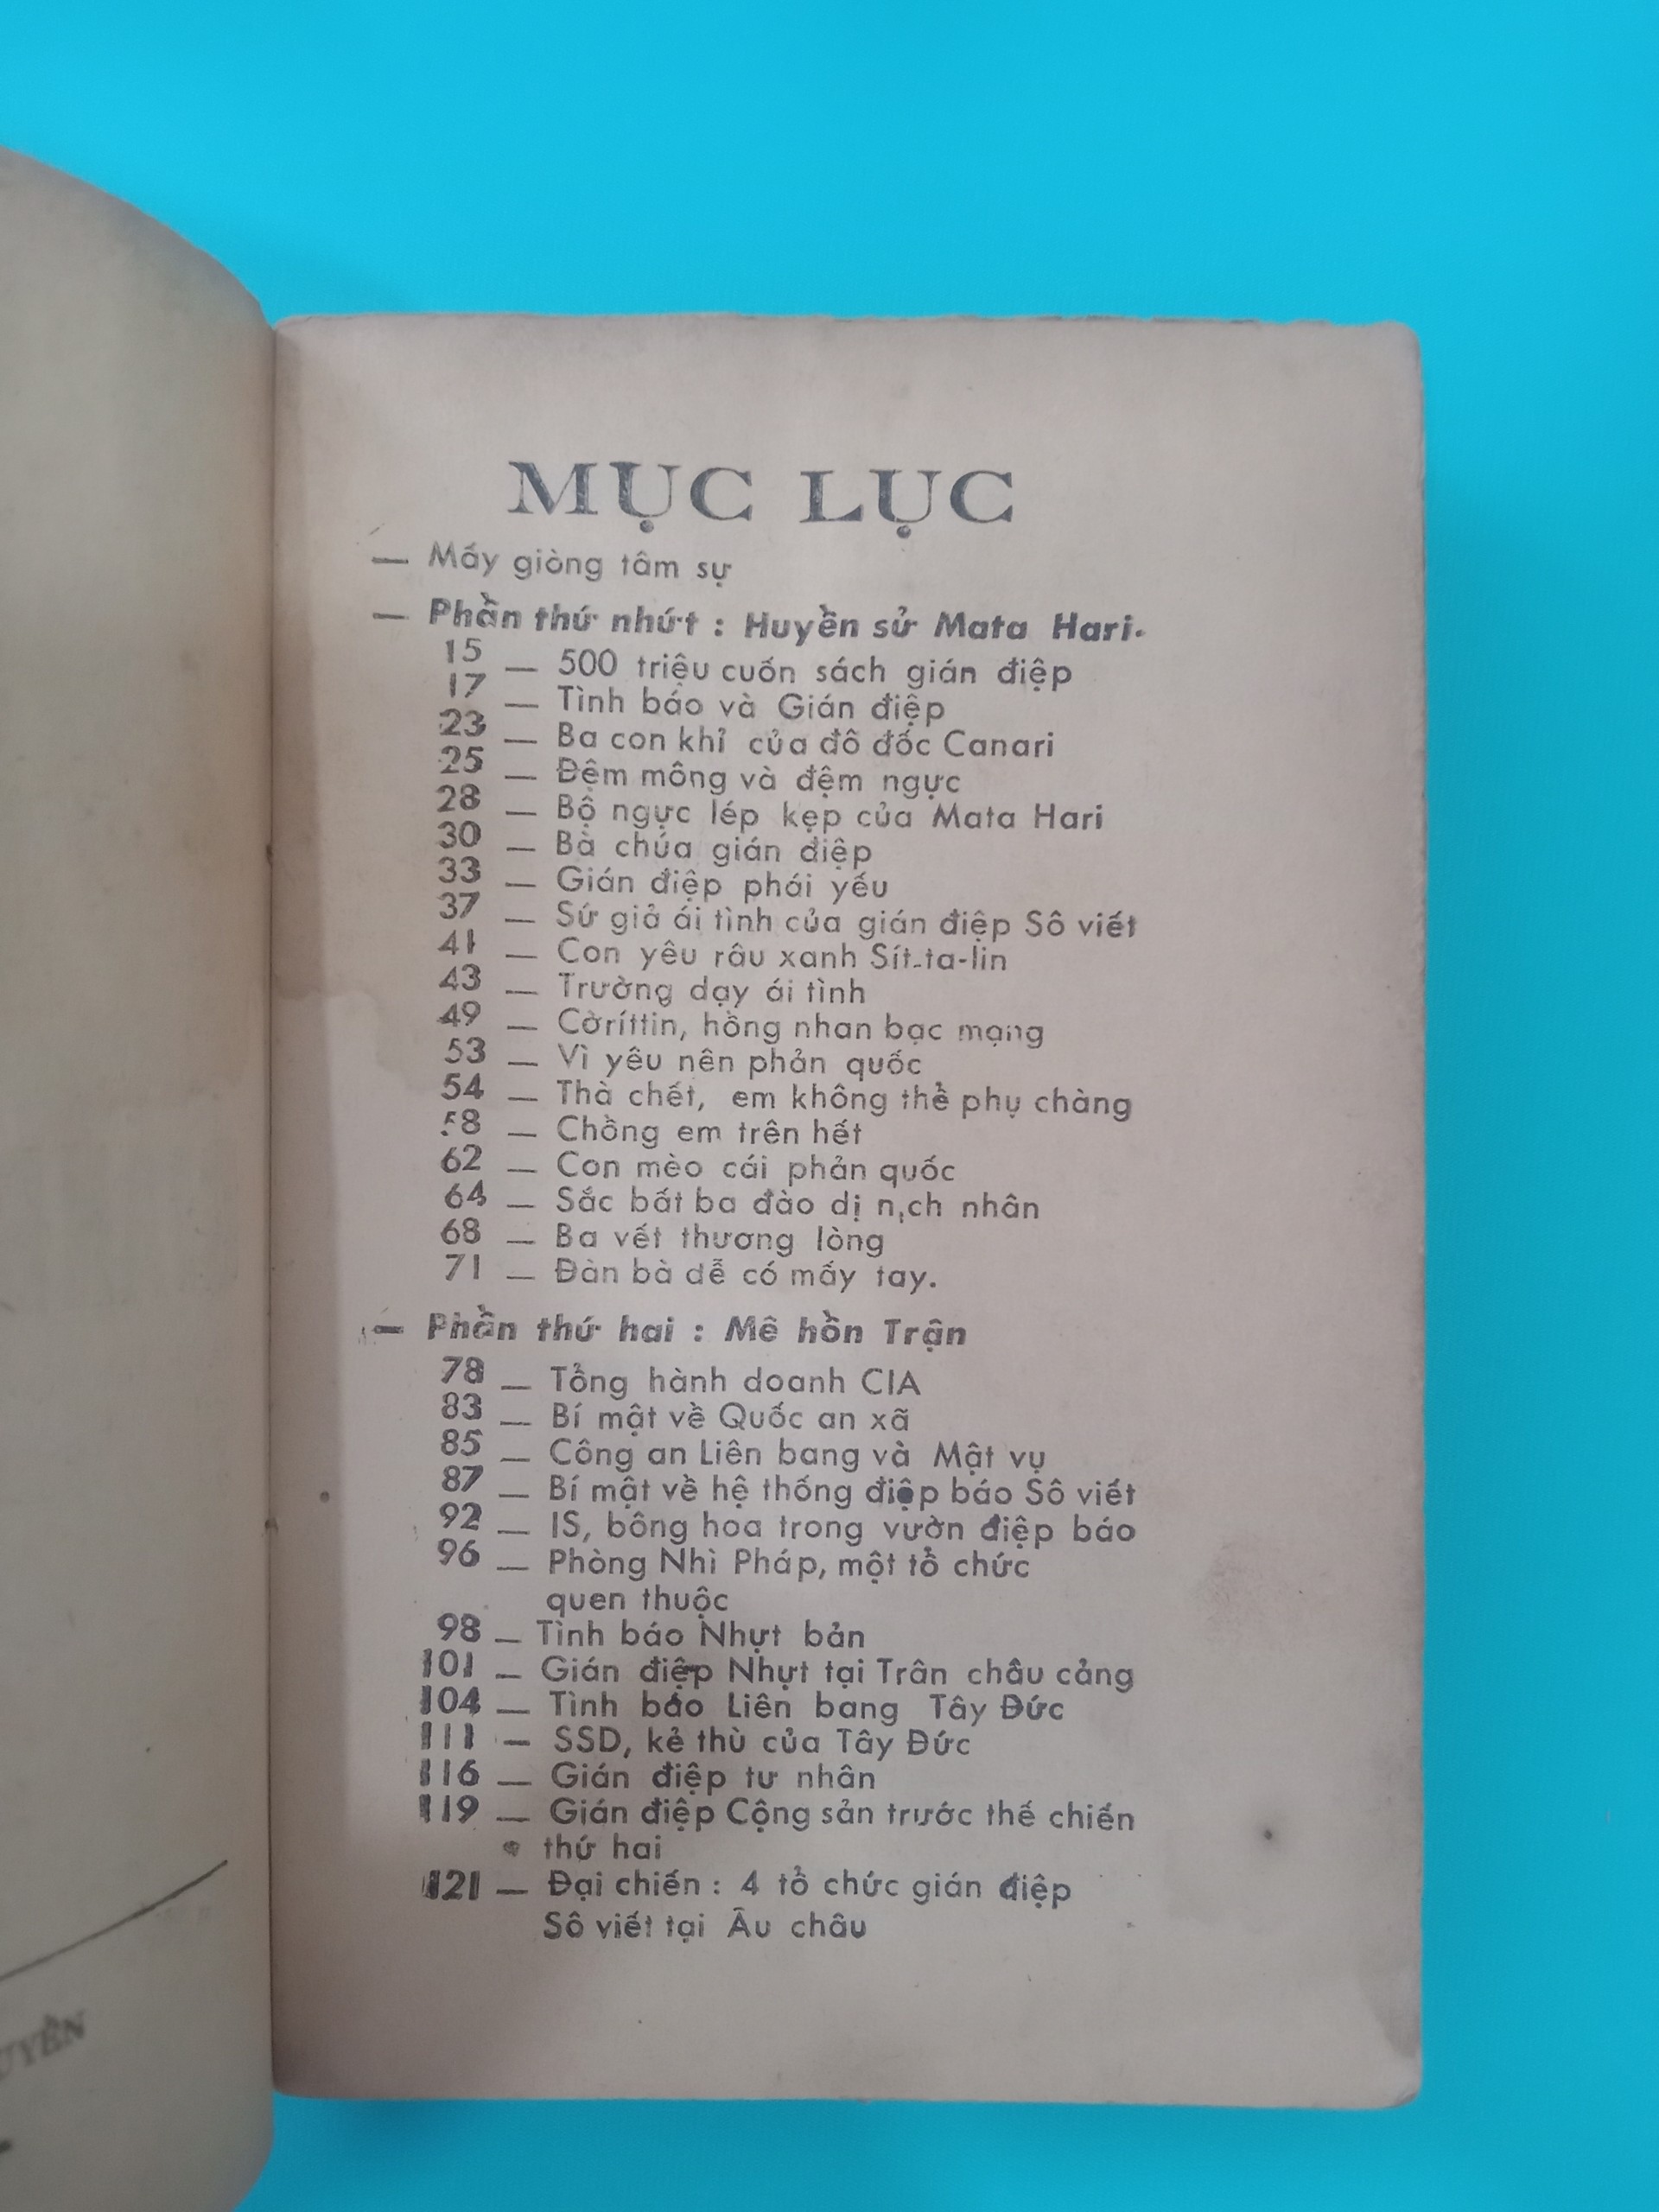 MỤC LỤC
— Mấy giòng tâm sự
— Phần thứ nhứt : Huyền sử Mata Hari.
15 — 500 triệu cuốn sách gián điệp
17 — Tình báo và Gián điệp
23 — Ba con khỉ của đô đốc Canari
25 — Đệm mông và đệm ngực
28 — Bộ ngực lép kẹp của Mata Hari
30 — Bà chúa gián điệp
33 — Gián điệp phái yếu
37 — Sứ giả ái tình của gián điệp Sô viết
41 — Con yêu râu xanh Sít-ta-lin
43 — Trường dạy ái tình
49 — Cờríttin, hồng nhan bạc mạng
53 — Vì yêu nên phản quốc
54 — Thà chết, em không thể phụ chàng
58 — Chồng em trên hết
62 — Con mèo cái phản quốc
64 — Sắc bất ba đào dị nịch nhân
68 — Ba vết thương lòng
71 — Đàn bà dễ có mấy tay.
— Phần thứ hai : Mê hồn Trận
78 — Tổng hành doanh CIA
83 — Bí mật về Quốc an xã
85 — Công an Liên bang và Mật vụ
87 — Bí mật về hệ thống điệp báo Sô viết
92 — IS, bông hoa trong vườn điệp báo
96 — Phòng Nhì Pháp, một tổ chức
quen thuộc
98 — Tình báo Nhựt bản
101 — Gián điệp Nhựt tại Trân châu cảng
104 — Tình báo Liên bang Tây Đức
111 — SSD, kẻ thù của Tây Đức
116 — Gián điệp tư nhân
119 — Gián điệp Cộng sản trước thế chiến
thứ hai
121 — Đại chiến : 4 tổ chức gián điệp
Sô viết tại Âu châu